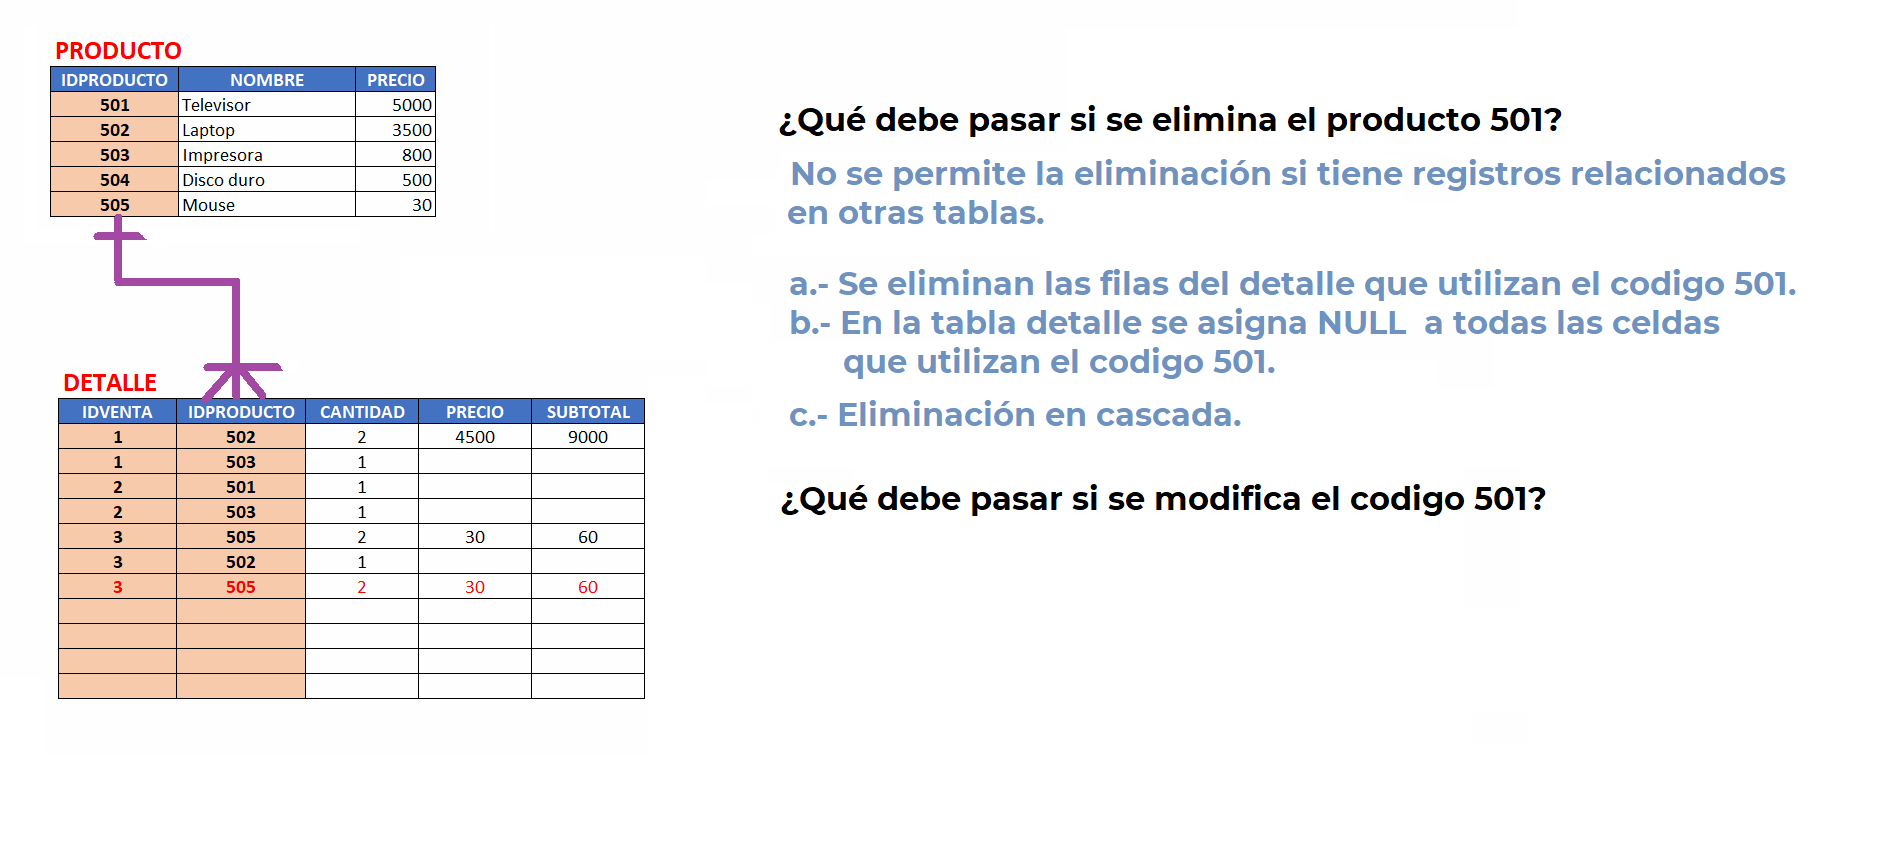 PRODUCTO
IDPRODUCTO NOMBRE PRECIO
501 Televisor 5000
502 Laptop 3500
503 Impresora 800
504 Disco duro 500
505 Mouse 30
DETALLE
IDVENTA IDPRODUCTO CANTIDAD PRECIO SUBTOTAL
1 502 2 4500 9000
1 503 1
2 501 1
2 503 1
3 505 2 30 60
3 502 1
3 505 2 30 60
¿Qué debe pasar si se elimina el producto 501?
No se permite la eliminación si tiene registros relacionados
en otras tablas.
a.- Se eliminan las filas del detalle que utilizan el codigo 501.
b.- En la tabla detalle se asigna NULL a todas las celdas
que utilizan el codigo 501.
c.- Eliminación en cascada.
¿Qué debe pasar si se modifica el codigo 501?